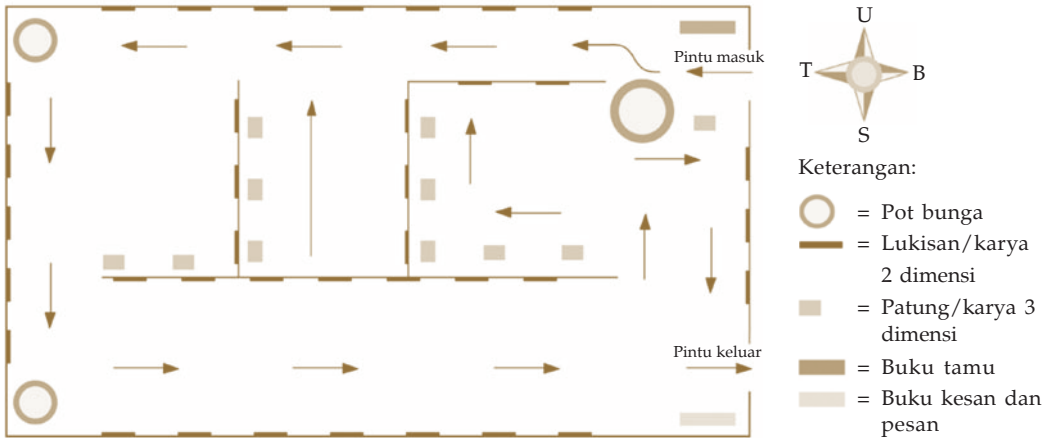 Pintu masuk
Pintu keluar
U
T B
S
Keterangan:
= Pot bunga
= Lukisan/karya
2 dimensi
= Patung/karya 3
dimensi
= Buku tamu
= Buku kesan dan
pesan